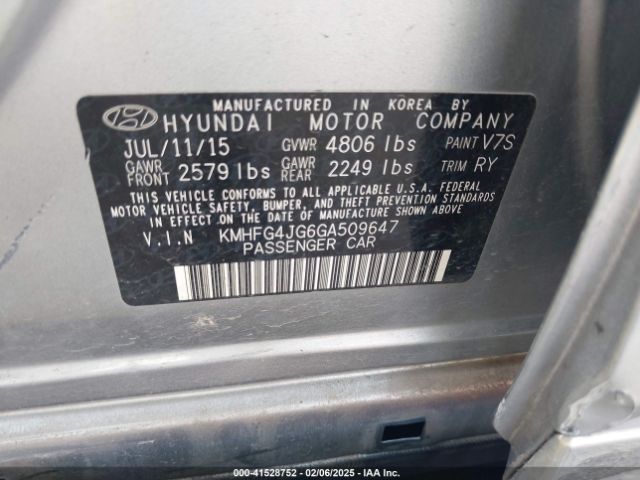 MANUFACTURED IN KOREA BY
HYUNDAI MOTOR COMPANY
JUL/11/15 GVWR 4806 lbs PAINT V7S
GAWR FRONT 2579 lbs GAWR REAR 2249 lbs TRIM RY
THIS VEHICLE CONFORMS TO ALL APPLICABLE U.S.A. FEDERAL
MOTOR VEHICLE SAFETY, BUMPER, AND THEFT PREVENTION STANDARDS
IN EFFECT ON THE DATE OF MANUFACTURE SHOWN ABOVE.
V.I.N KMHFG4JG6GA509647
PASSENGER CAR
000-41528752 02/06/2025 IAA Holdings, LLC